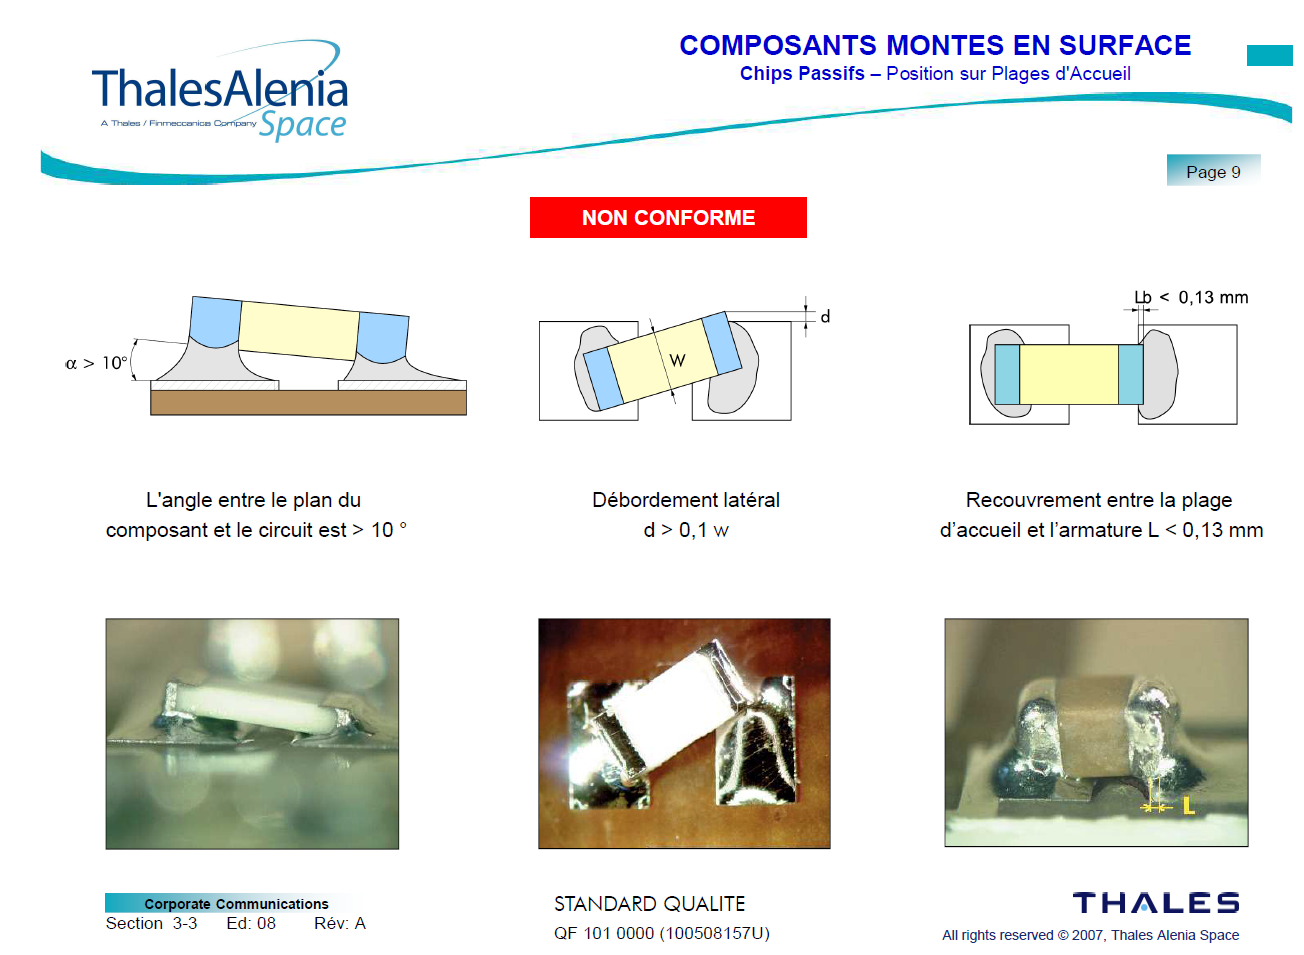 COMPOSANTS MONTES EN SURFACE
Chips Passifs – Position sur Plages d'Accueil
ThalesAlenia
A Thales / Finmeccanica Company
Space
Page 9
NON CONFORME
α > 10°
d
W
Lb < 0,13 mm
L'angle entre le plan du
composant et le circuit est > 10 °
Débordement latéral
d > 0,1 w
Recouvrement entre la plage
d’accueil et l’armature L < 0,13 mm
L
Corporate Communications
Section 3-3 Ed: 08 Rév: A
STANDARD QUALITE
QF 101 0000 (100508157U)
THALES
All rights reserved © 2007, Thales Alenia Space